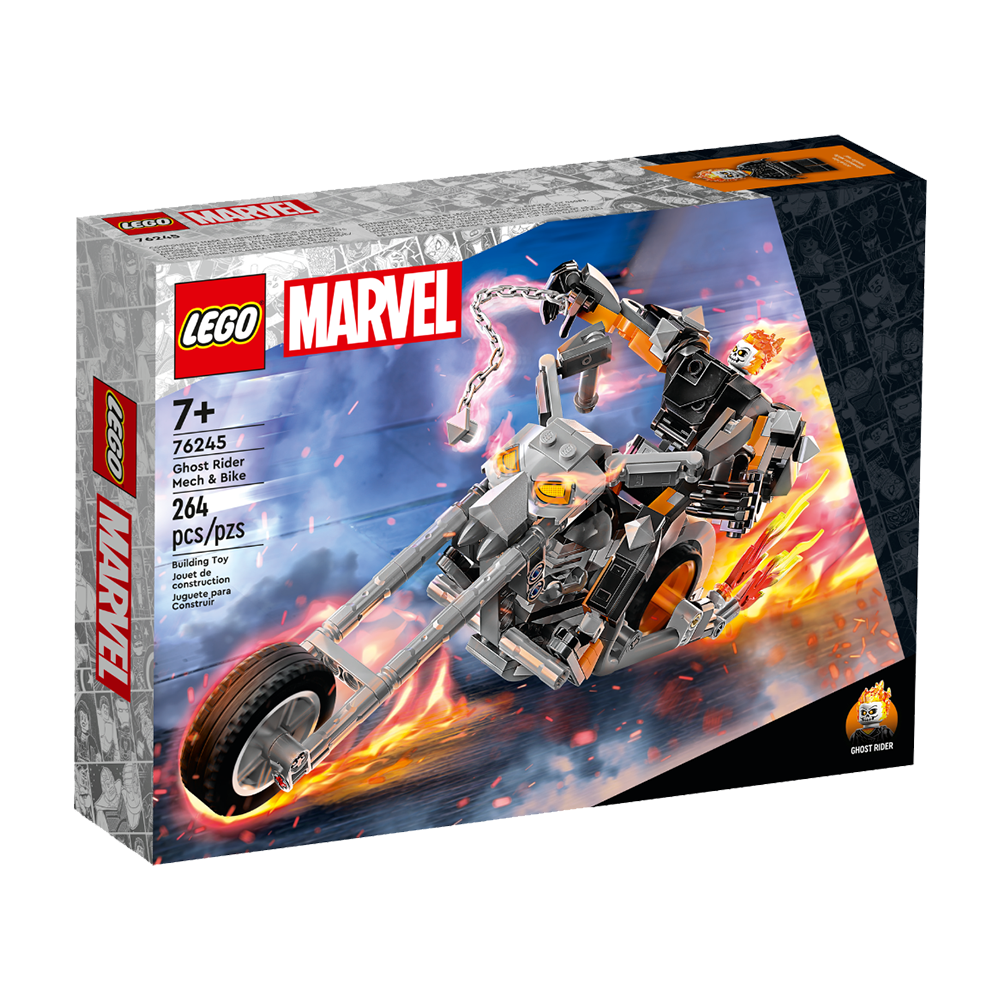 LEGO MARVEL
76245
LEGO MARVEL
7+
76245
Ghost Rider
Mech & Bike
264
pcs/pzs
Building Toy
Jouet de
construction
Juguete para
Construir
LEGO MARVEL
GHOST RIDER